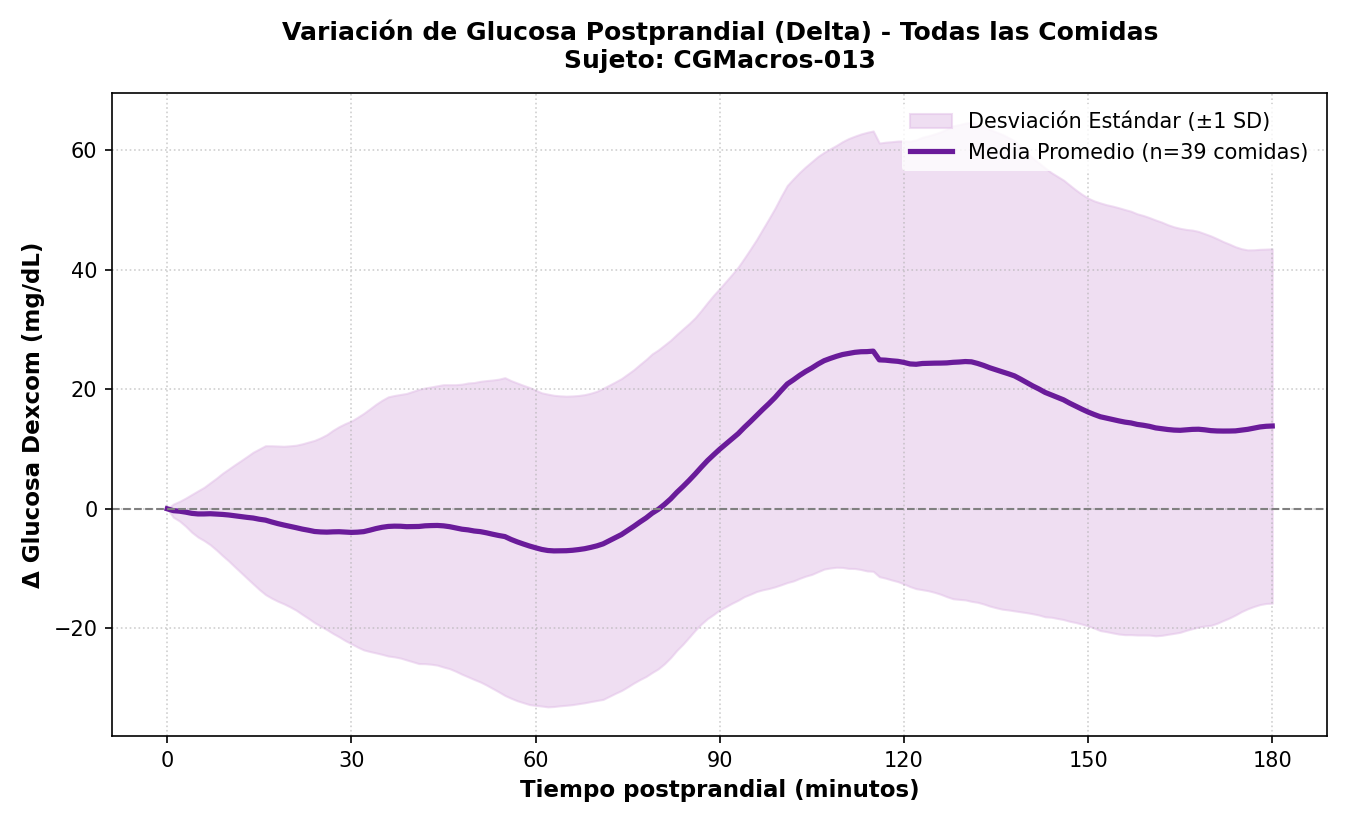 Variación de Glucosa Postprandial (Delta) - Todas las Comidas
Sujeto: CGMacros-013
Desviación Estándar (±1 SD)
Media Promedio (n=39 comidas)
Δ Glucosa Dexcom (mg/dL)
60
40
20
0
−20
0 30 60 90 120 150 180
Tiempo postprandial (minutos)